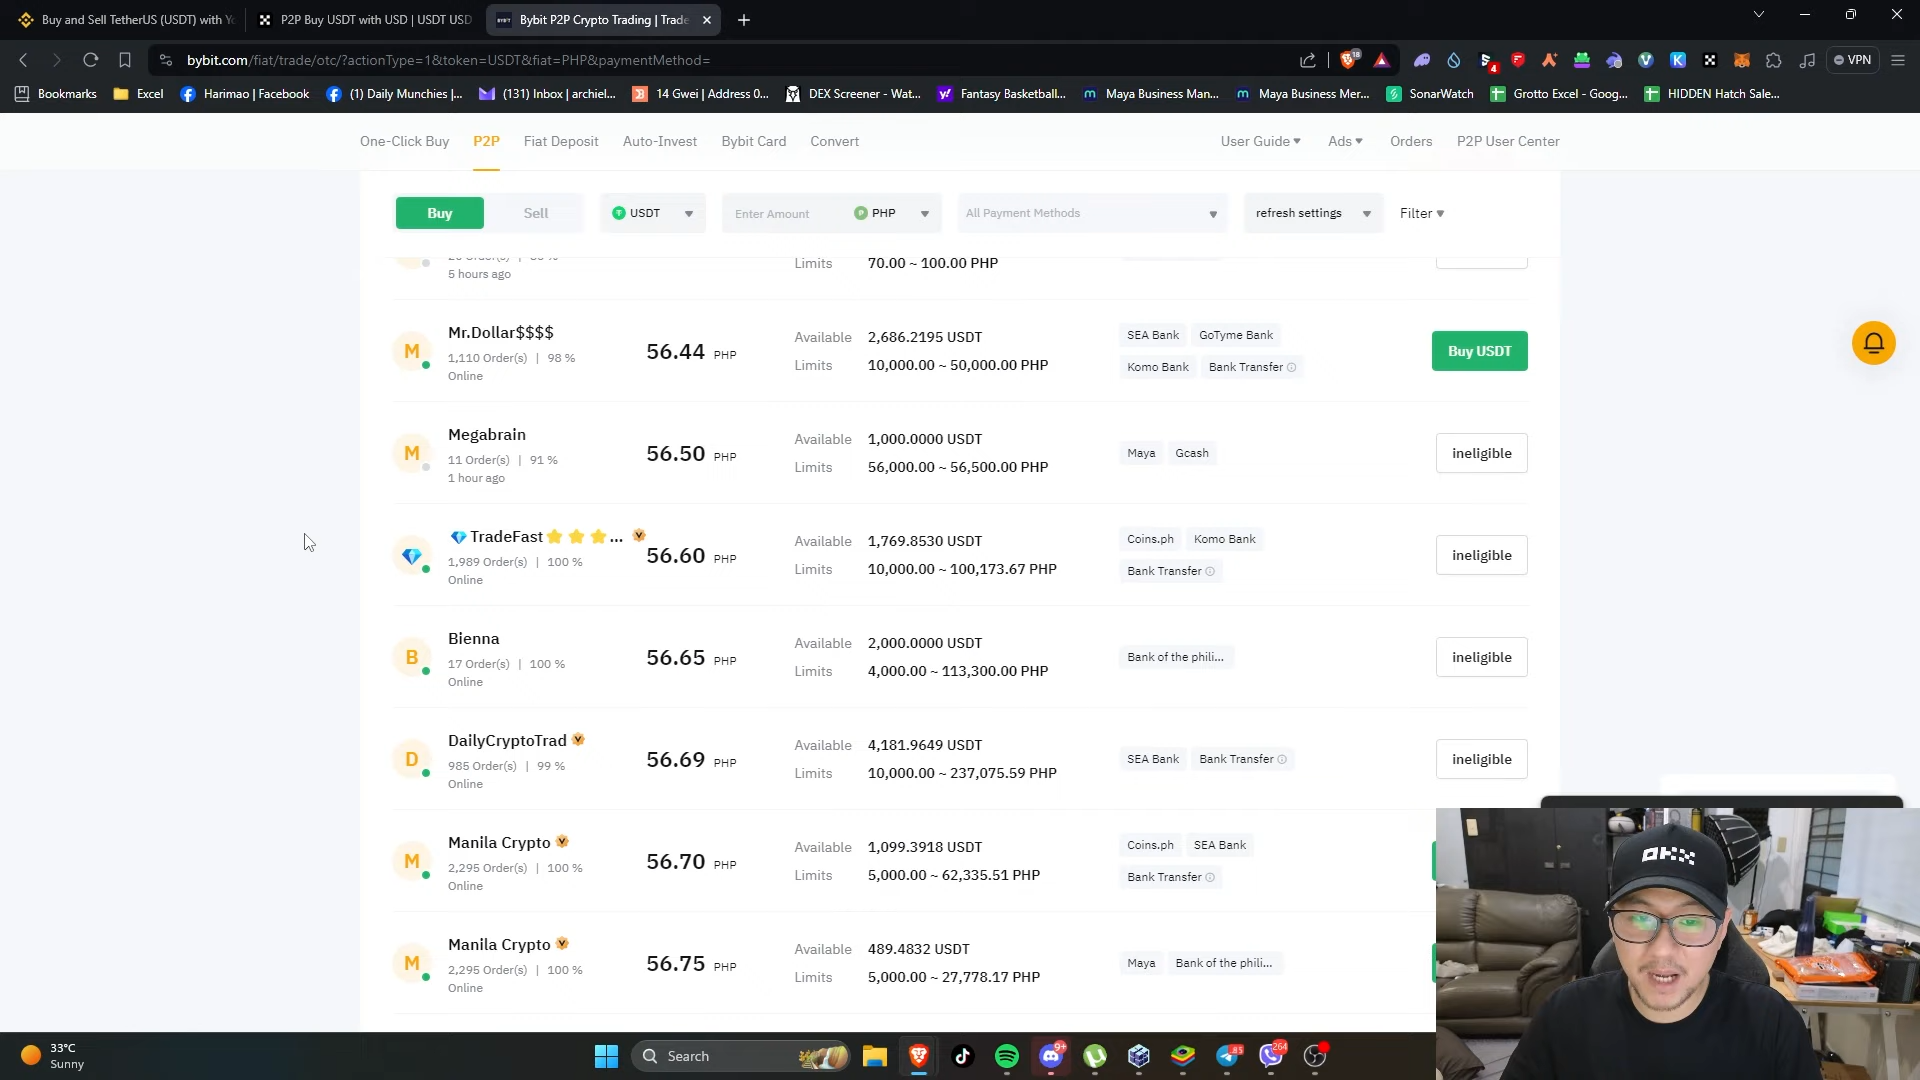 Buy and Sell TetherUS (USDT) with Yo
P2P Buy USDT with USD | USDT USD
Bybit P2P Crypto Trading | Trade
bybit.com/fiat/trade/otc/?actionType=1&token=USDT&fiat=PHP&paymentMethod=
18
4
VPN
Bookmarks
Excel
Harimao | Facebook
(1) Daily Munchies |...
(131) Inbox | archiel...
14 Gwei | Address 0...
DEX Screener - Wat...
Fantasy Basketball...
Maya Business Man...
Maya Business Mer...
SonarWatch
Grotto Excel - Goog...
HIDDEN Hatch Sale...
One-Click Buy
P2P
Fiat Deposit
Auto-Invest
Bybit Card
Convert
User Guide
Ads
Orders
P2P User Center
Buy
Sell
USDT
Enter Amount
PHP
All Payment Methods
refresh settings
Filter
5 hours ago
Limits 70.00 ~ 100.00 PHP
M
Mr.Dollar$$$$
1,110 Order(s) | 98 %
Online
56.44 PHP
Available 2,686.2195 USDT
Limits 10,000.00 ~ 50,000.00 PHP
SEA Bank GoTyme Bank
Komo Bank Bank Transfer
Buy USDT
M
Megabrain
11 Order(s) | 91 %
1 hour ago
56.50 PHP
Available 1,000.0000 USDT
Limits 56,000.00 ~ 56,500.00 PHP
Maya Gcash
ineligible
💎TradeFast⭐⭐⭐...
1,989 Order(s) | 100 %
Online
56.60 PHP
Available 1,769.8530 USDT
Limits 10,000.00 ~ 100,173.67 PHP
Coins.ph Komo Bank
Bank Transfer
ineligible
B
Bienna
17 Order(s) | 100 %
Online
56.65 PHP
Available 2,000.0000 USDT
Limits 4,000.00 ~ 113,300.00 PHP
Bank of the phili...
ineligible
D
DailyCryptoTrad
985 Order(s) | 99 %
Online
56.69 PHP
Available 4,181.9649 USDT
Limits 10,000.00 ~ 237,075.59 PHP
SEA Bank Bank Transfer
ineligible
M
Manila Crypto
2,295 Order(s) | 100 %
Online
56.70 PHP
Available 1,099.3918 USDT
Limits 5,000.00 ~ 62,335.51 PHP
Coins.ph SEA Bank
Bank Transfer
M
Manila Crypto
2,295 Order(s) | 100 %
Online
56.75 PHP
Available 489.4832 USDT
Limits 5,000.00 ~ 27,778.17 PHP
Maya Bank of the phili...
OKX
33°C
Sunny
Search
9+
85
264